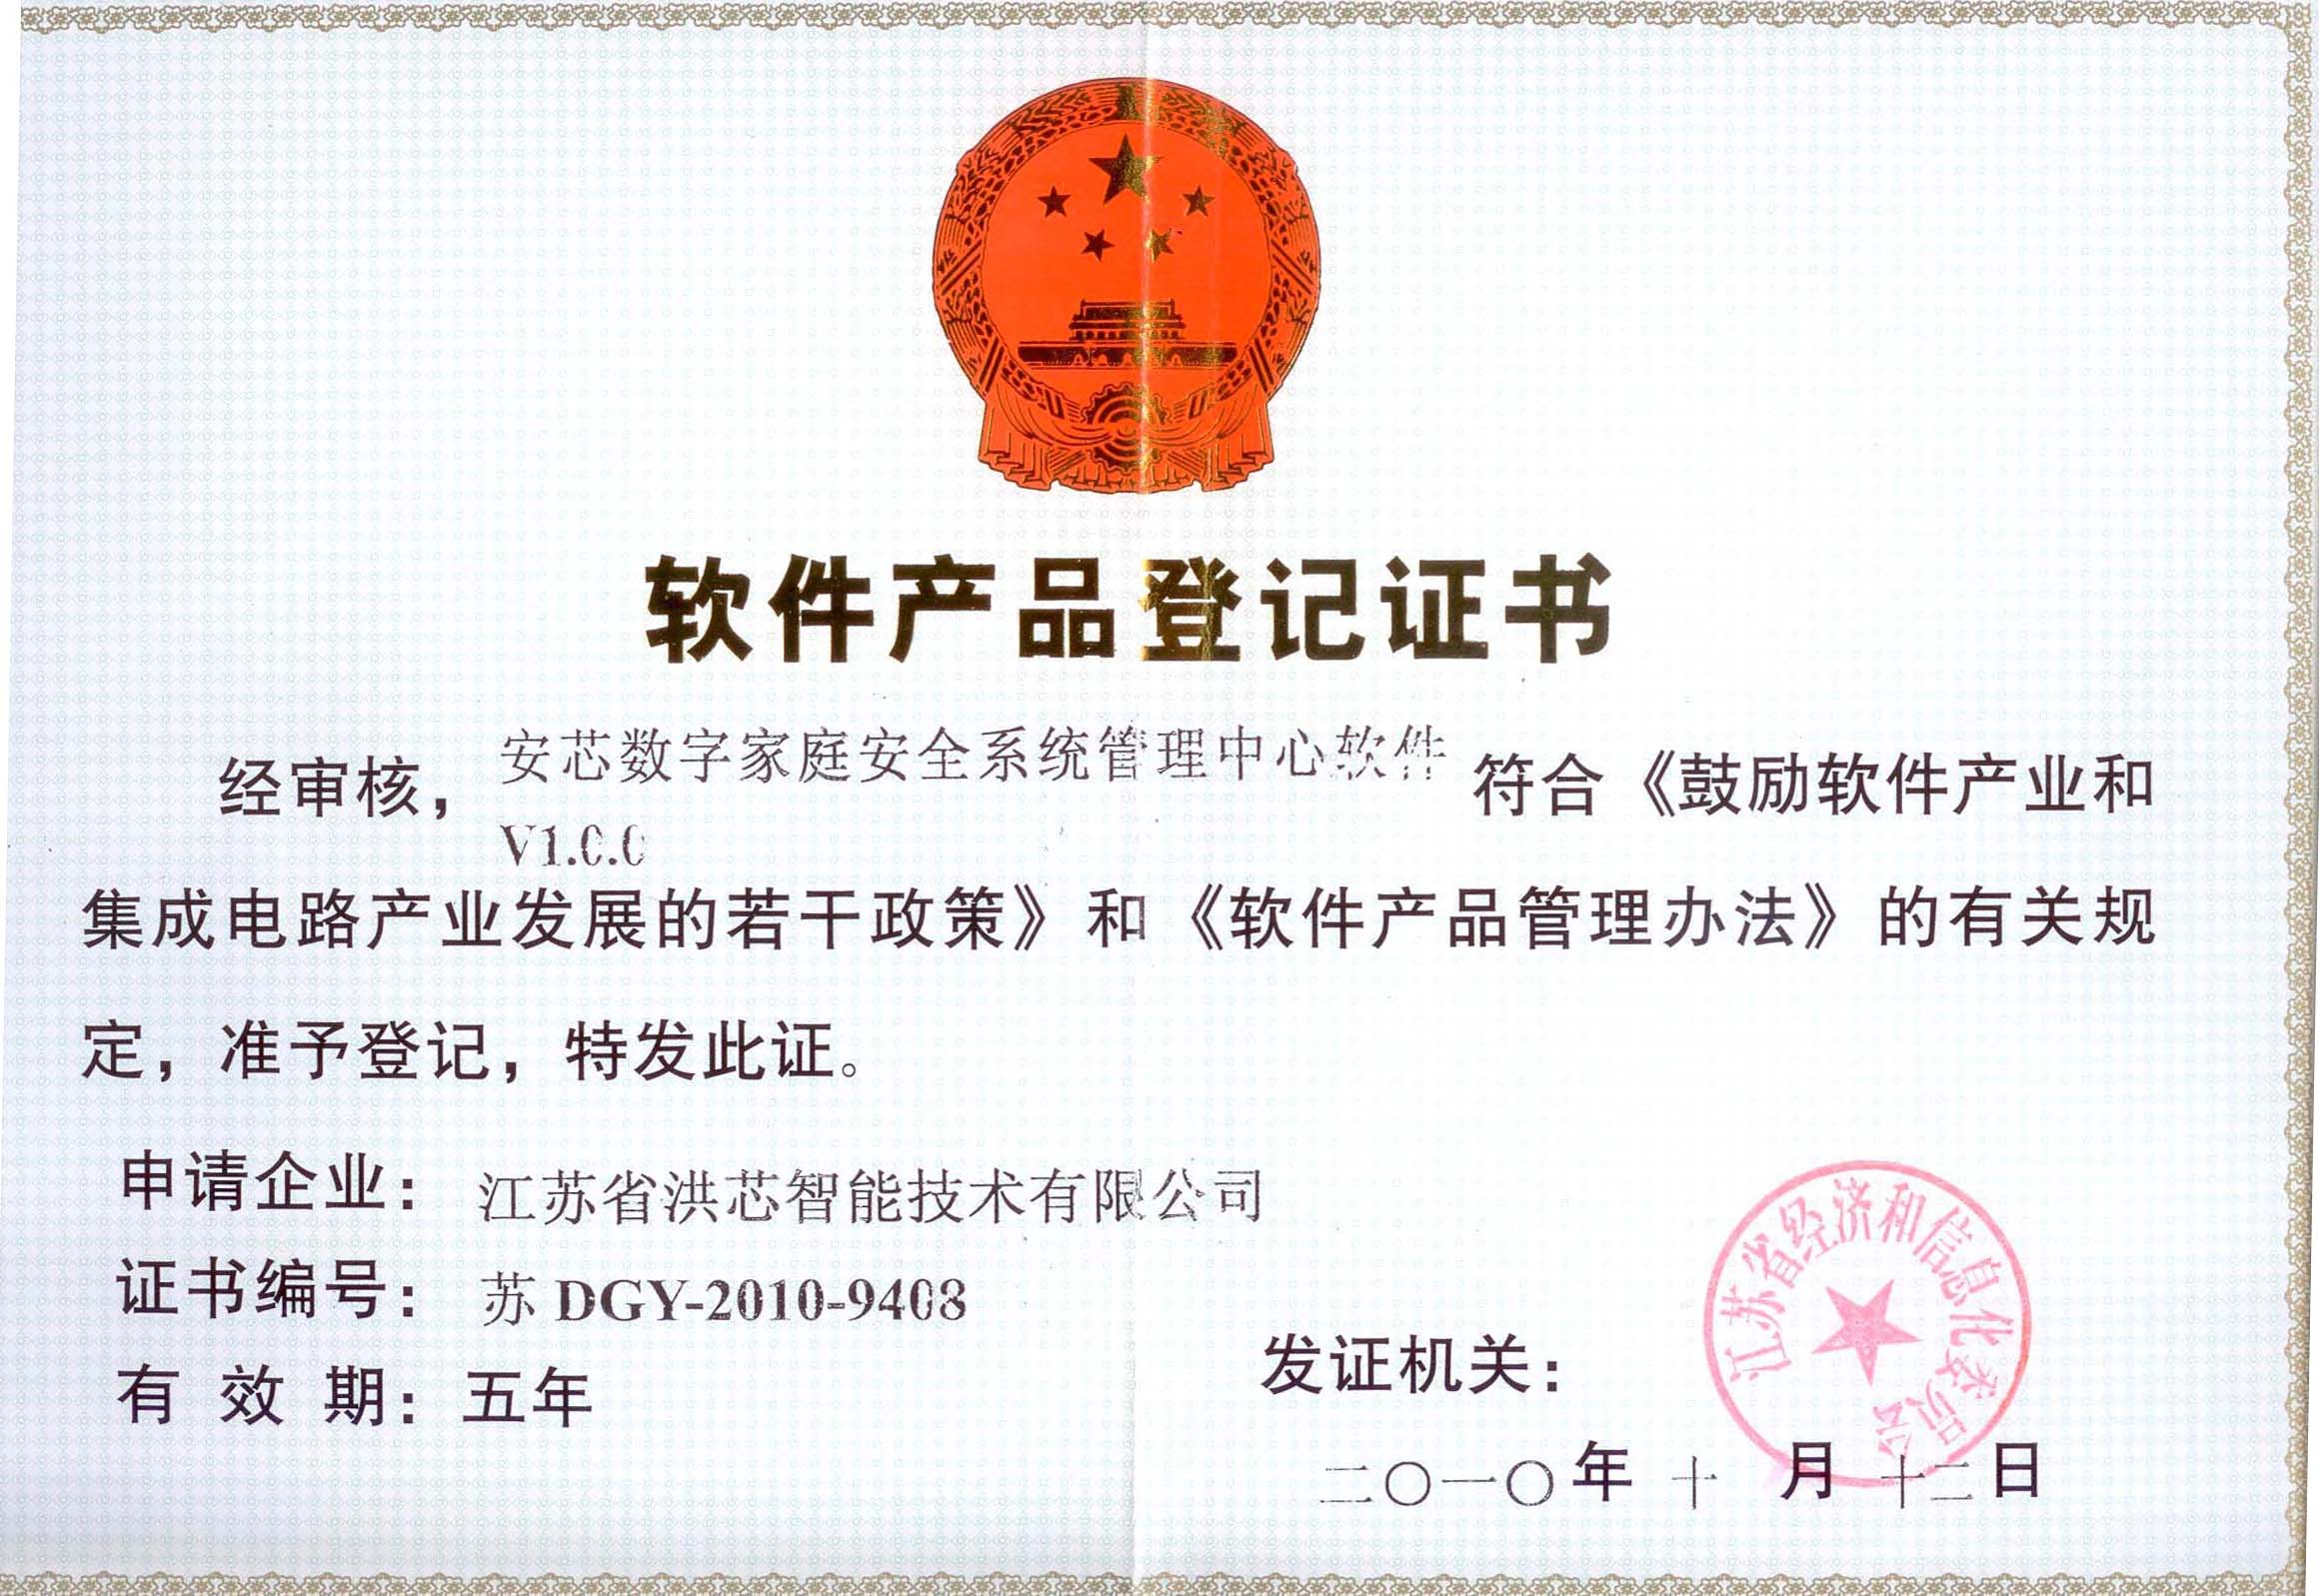 软件产品登记证书
经审核，安芯数字家庭安全系统管理中心软件 符合《鼓励软件产业和
V1.0.0
集成电路产业发展的若干政策》和《软件产品管理办法》的有关规
定，准予登记，特发此证。
申请企业：江苏省洪芯智能技术有限公司
证书编号：苏 DGY-2010-9408
有 效 期：五年
发证机关：
江苏省经济和信息化委员会
二〇一〇年 十 月 十二 日